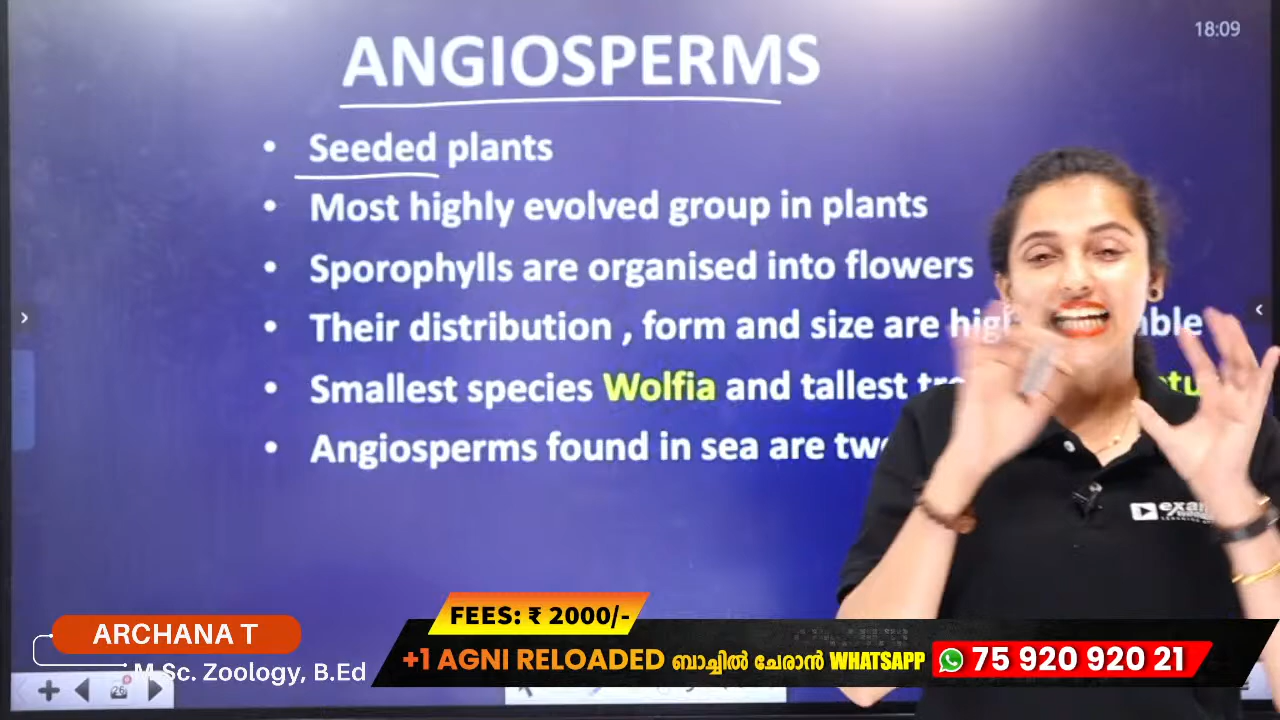 18:09
ANGIOSPERMS
• Seeded plants
• Most highly evolved group in plants
• Sporophylls are organised into flowers
• Their distribution , form and size are
• Smallest species Wolfia and tallest
• Angiosperms found in sea are
FEES: ₹ 2000/-
ARCHANA T
M.Sc. Zoology, B.Ed
+1 AGNI RELOADED ബാച്ചിൽ ചേരാൻ WHATSAPP 75 920 920 21